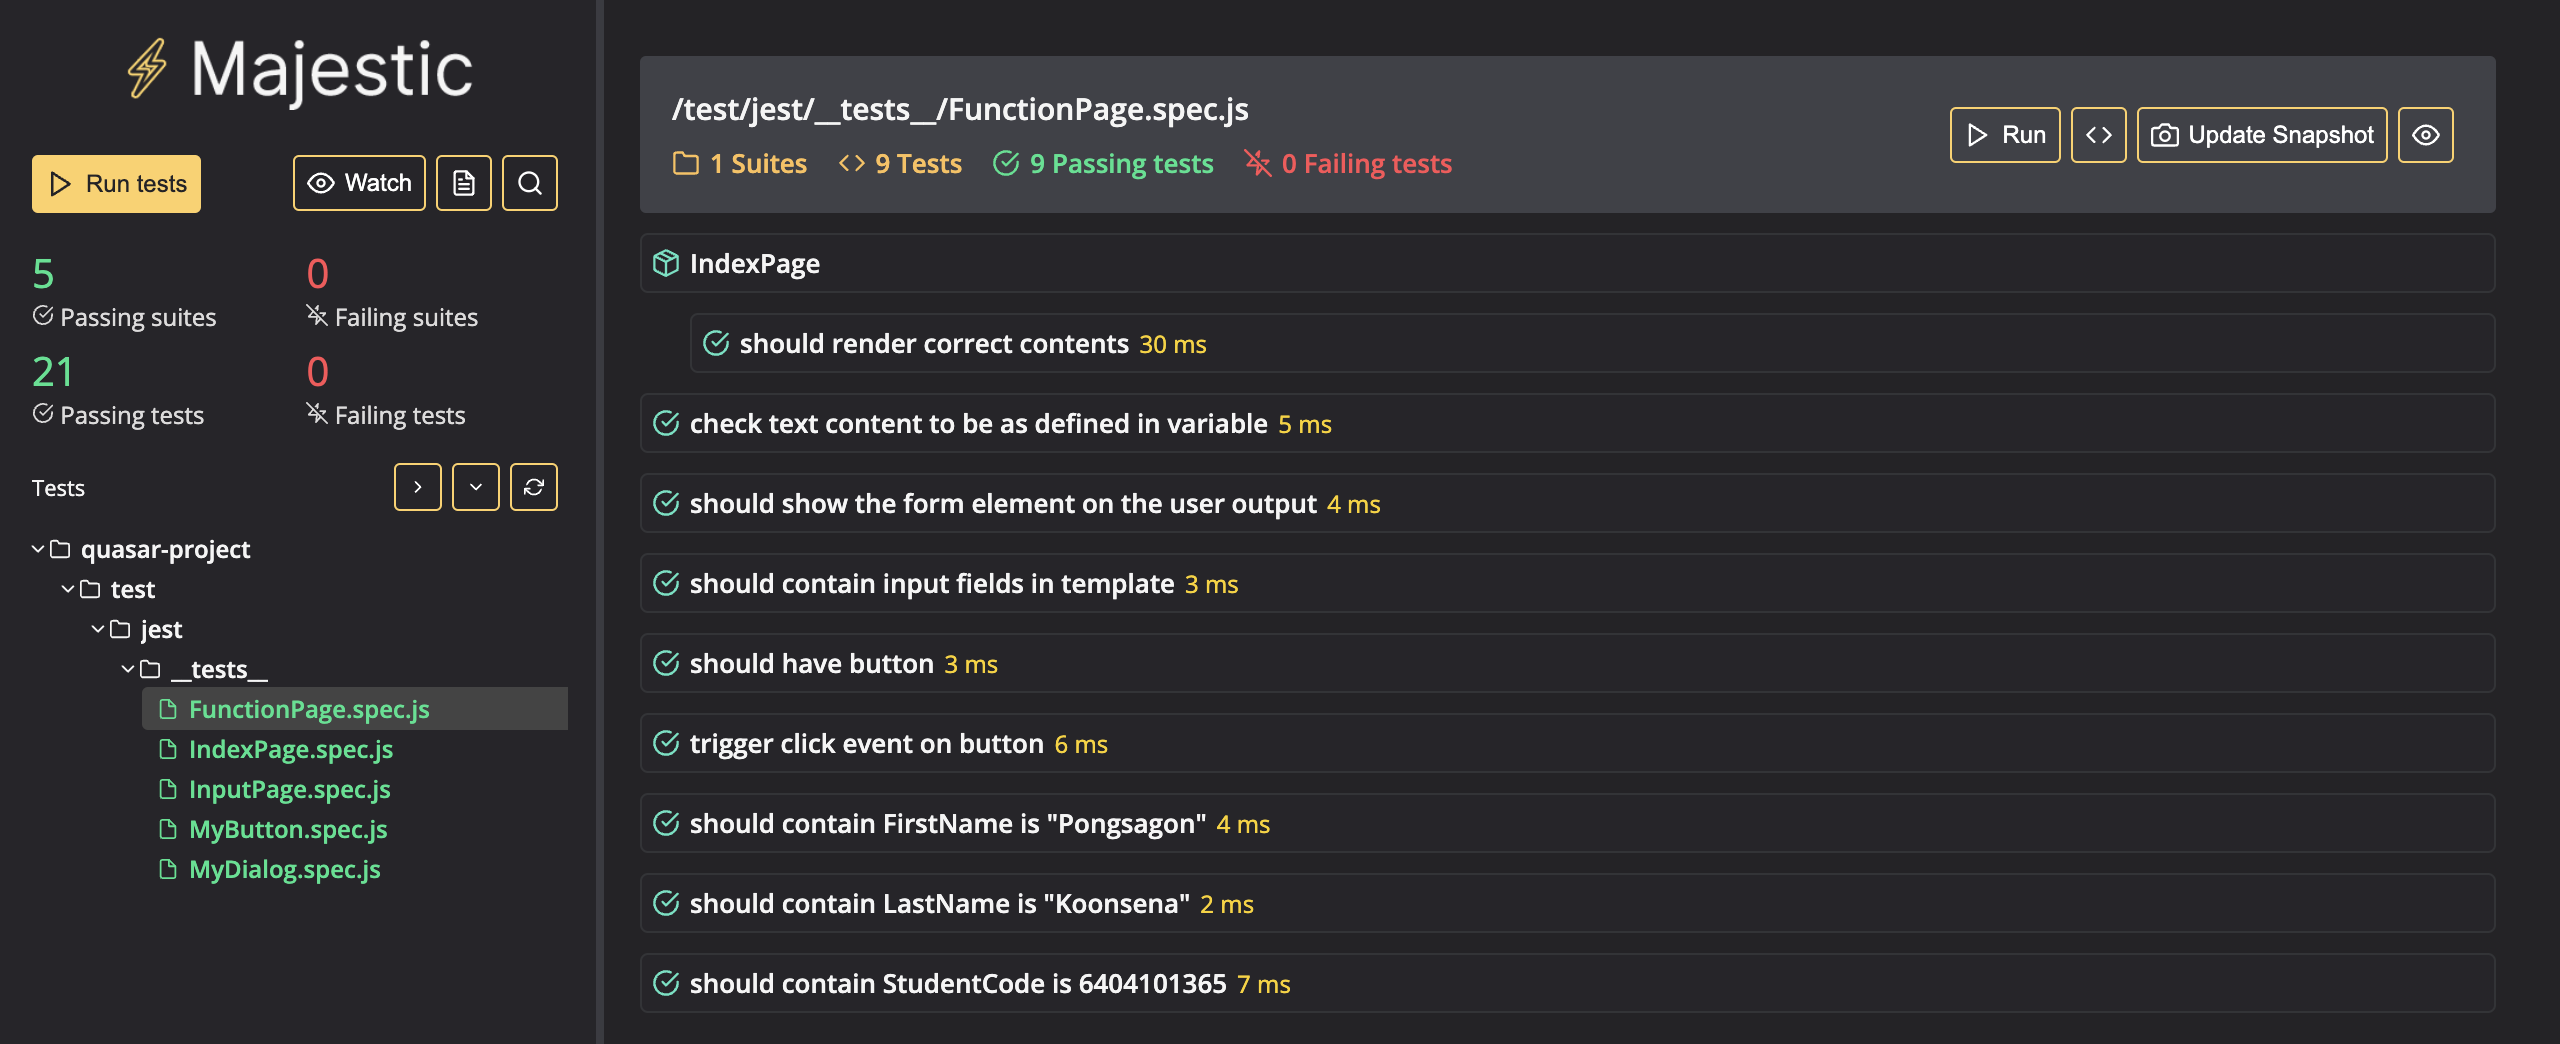 Majestic
Run tests
Watch
5
0
Passing suites
Failing suites
21
0
Passing tests
Failing tests
Tests
quasar-project
test
jest
__tests__
FunctionPage.spec.js
IndexPage.spec.js
InputPage.spec.js
MyButton.spec.js
MyDialog.spec.js
/test/jest/__tests__/FunctionPage.spec.js
1 Suites
9 Tests
9 Passing tests
0 Failing tests
Run
Update Snapshot
IndexPage
should render correct contents 30 ms
check text content to be as defined in variable 5 ms
should show the form element on the user output 4 ms
should contain input fields in template 3 ms
should have button 3 ms
trigger click event on button 6 ms
should contain FirstName is "Pongsagon" 4 ms
should contain LastName is "Koonsena" 2 ms
should contain StudentCode is 6404101365 7 ms